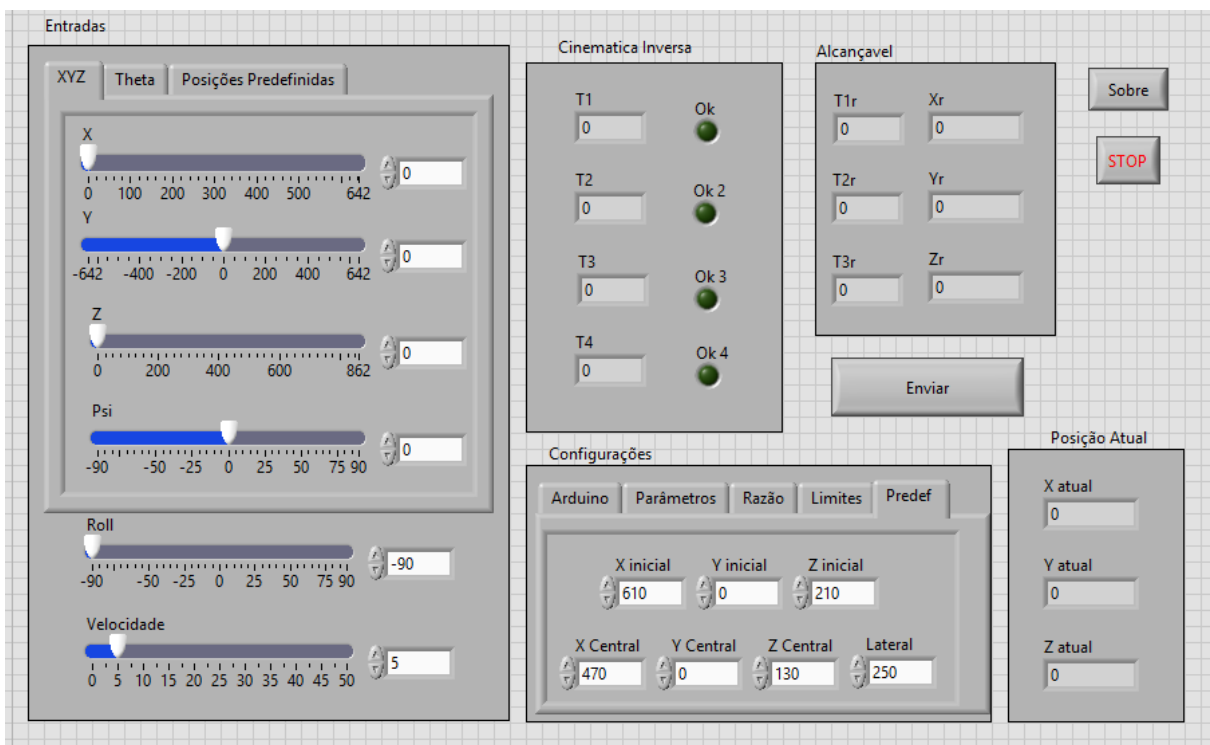 Entradas
XYZ Theta Posições Predefinidas
X
0
0 100 200 300 400 500 642
Y
0
-642 -400 -200 0 200 400 642
Z
0
0 200 400 600 862
Psi
0
-90 -50 -25 0 25 50 75 90
Roll
-90
-90 -50 -25 0 25 50 75 90
Velocidade
5
0 5 10 15 20 25 30 35 40 45 50
Cinematica Inversa
T1
0
Ok
T2
0
Ok 2
T3
0
Ok 3
T4
0
Ok 4
Alcançavel
T1r Xr
0 0
T2r Yr
0 0
T3r Zr
0 0
Sobre
STOP
Enviar
Configurações
Arduino Parâmetros Razão Limites Predef
X inicial Y inicial Z inicial
610 0 210
X Central Y Central Z Central Lateral
470 0 130 250
Posição Atual
X atual
0
Y atual
0
Z atual
0